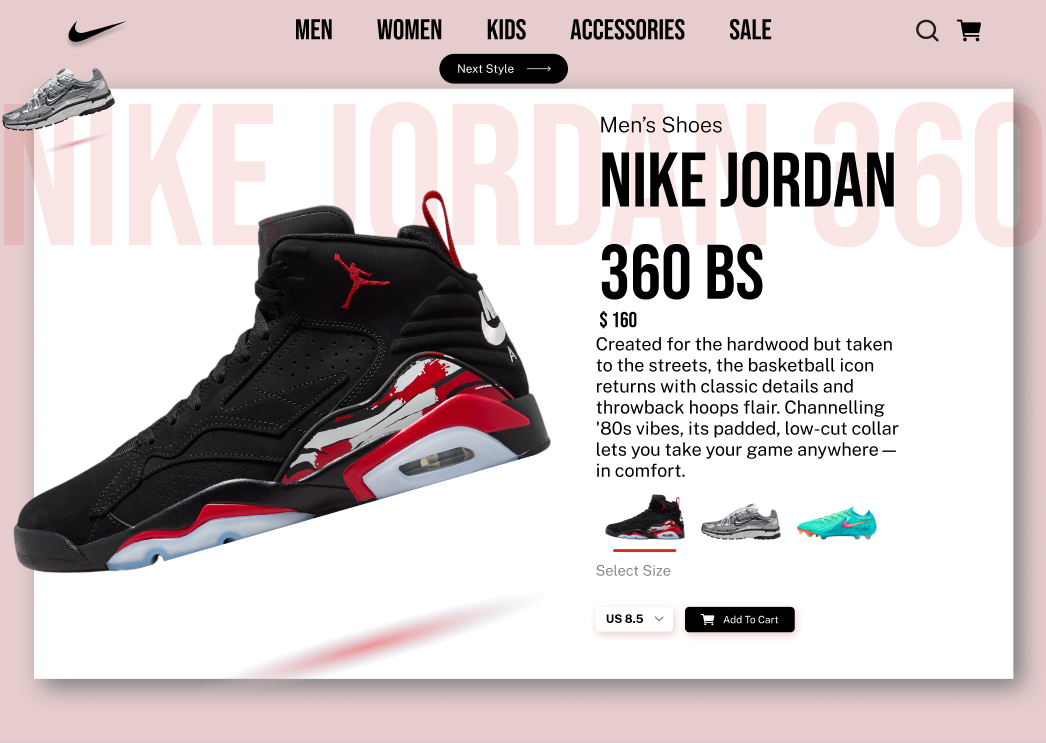 MEN WOMEN KIDS ACCESSORIES SALE
Next Style
NIKE JORDAN 360
Men’s Shoes
NIKE JORDAN
360 BS
$ 160
Created for the hardwood but taken
to the streets, the basketball icon
returns with classic details and
throwback hoops flair. Channelling
'80s vibes, its padded, low-cut collar
lets you take your game anywhere—
in comfort.
Select Size
US 8.5
Add To Cart